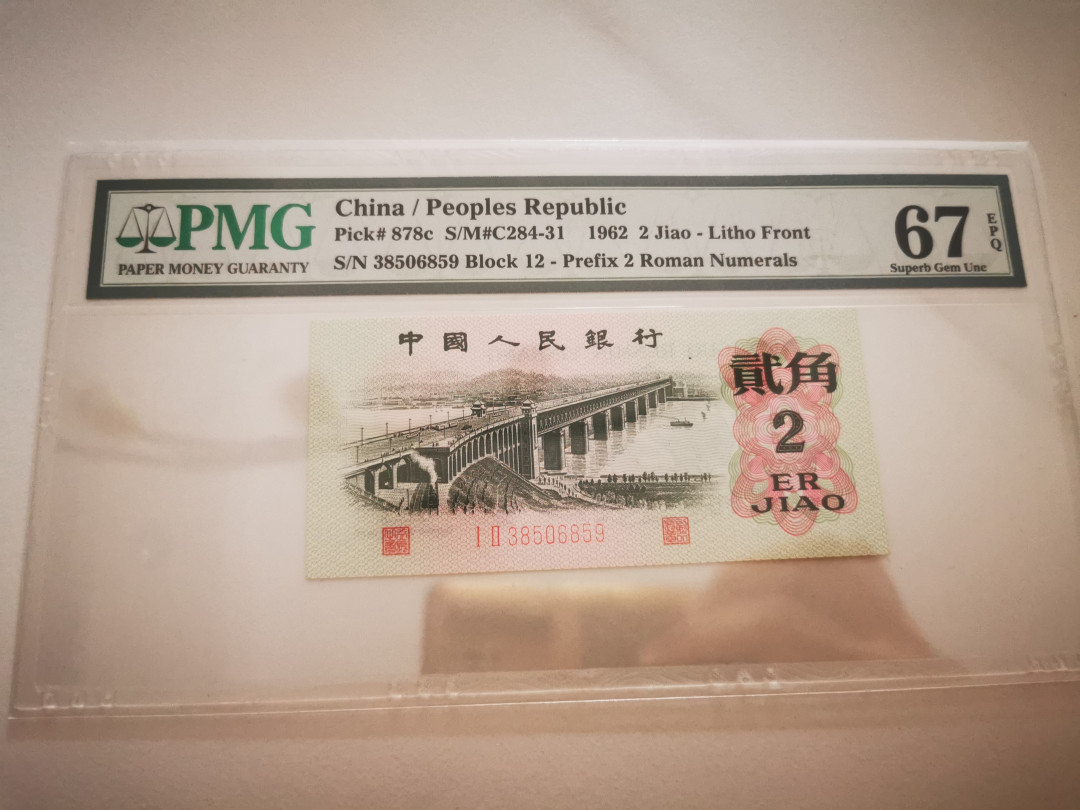 PMG
PAPER MONEY GUARANTY
China / Peoples Republic
Pick# 878c S/M#C284-31 1962 2 Jiao - Litho Front
S/N 38506859 Block 12 - Prefix 2 Roman Numerals
67
EPQ
Superb Gem Unc
中國人民銀行
貳角
2
ER
JIAO
I II 38506859